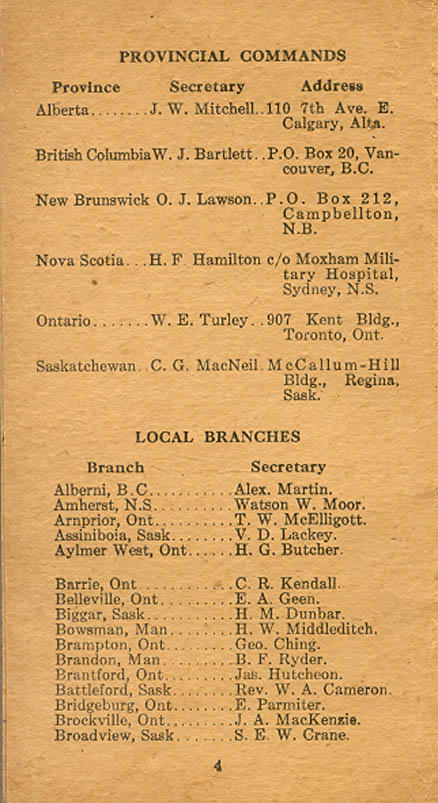 PROVINCIAL COMMANDS
Province Secretary Address
Alberta........J. W. Mitchell..110 7th Ave. E.
Calgary, Alta.
British Columbia W. J. Bartlett..P.O. Box 20, Van-
couver, B.C.
New Brunswick O. J. Lawson..P.O. Box 212,
Campbellton,
N.B.
Nova Scotia...H. F. Hamilton c/o Moxham Mili-
tary Hospital,
Sydney, N.S.
Ontario.......W. E. Turley..907 Kent Bldg.,
Toronto, Ont.
Saskatchewan..C. G. MacNeil.McCallum-Hill
Bldg., Regina,
Sask.
LOCAL BRANCHES
Branch Secretary
Alberni, B.C...........Alex. Martin.
Amherst, N.S..........Watson W. Moor.
Arnprior, Ont..........T. W. McElligott.
Assiniboia, Sask.......V. D. Lackey.
Aylmer West, Ont......H. G. Butcher.
Barrie, Ont............C. R. Kendall.
Belleville, Ont.........E. A. Geen.
Biggar, Sask...........H. M. Dunbar.
Bowsman, Man........H. W. Middleditch.
Brampton, Ont........Geo. Ching.
Brandon, Man.........B. F. Ryder.
Brantford, Ont.........Jas. Hutcheon.
Battleford, Sask.......Rev. W. A. Cameron.
Bridgeburg, Ont.......E. Parmiter.
Brockville, Ont........J. A. MacKenzie.
Broadview, Sask.......S. E. W. Crane.
4